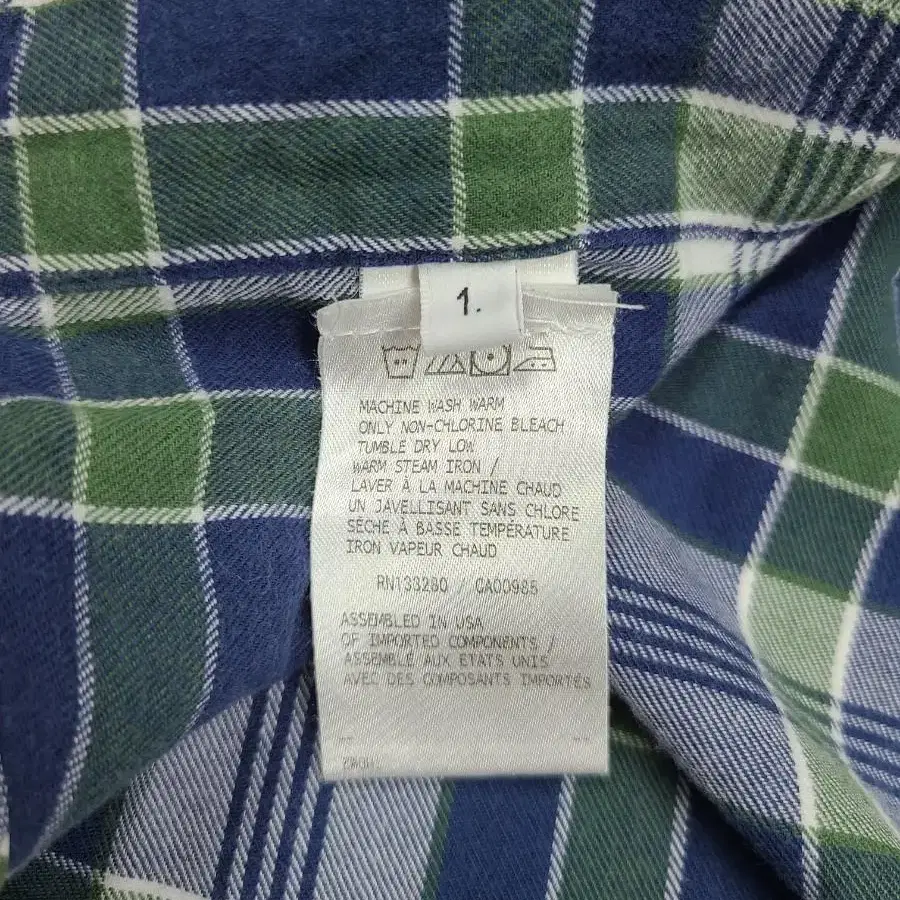 1.
MACHINE WASH WARM
ONLY NON-CHLORINE BLEACH
TUMBLE DRY LOW
WARM STEAM IRON /
LAVER À LA MACHINE CHAUD
UN JAVELLISANT SANS CHLORE
SÈCHE À BASSE TEMPÉRATURE
IRON VAPEUR CHAUD
RN133280 / CA00985
ASSEMBLED IN USA
OF IMPORTED COMPONENTS /
ASSEMBLÉ AUX ETATS UNIS
AVEC DES COMPOSANTS IMPORTÉS